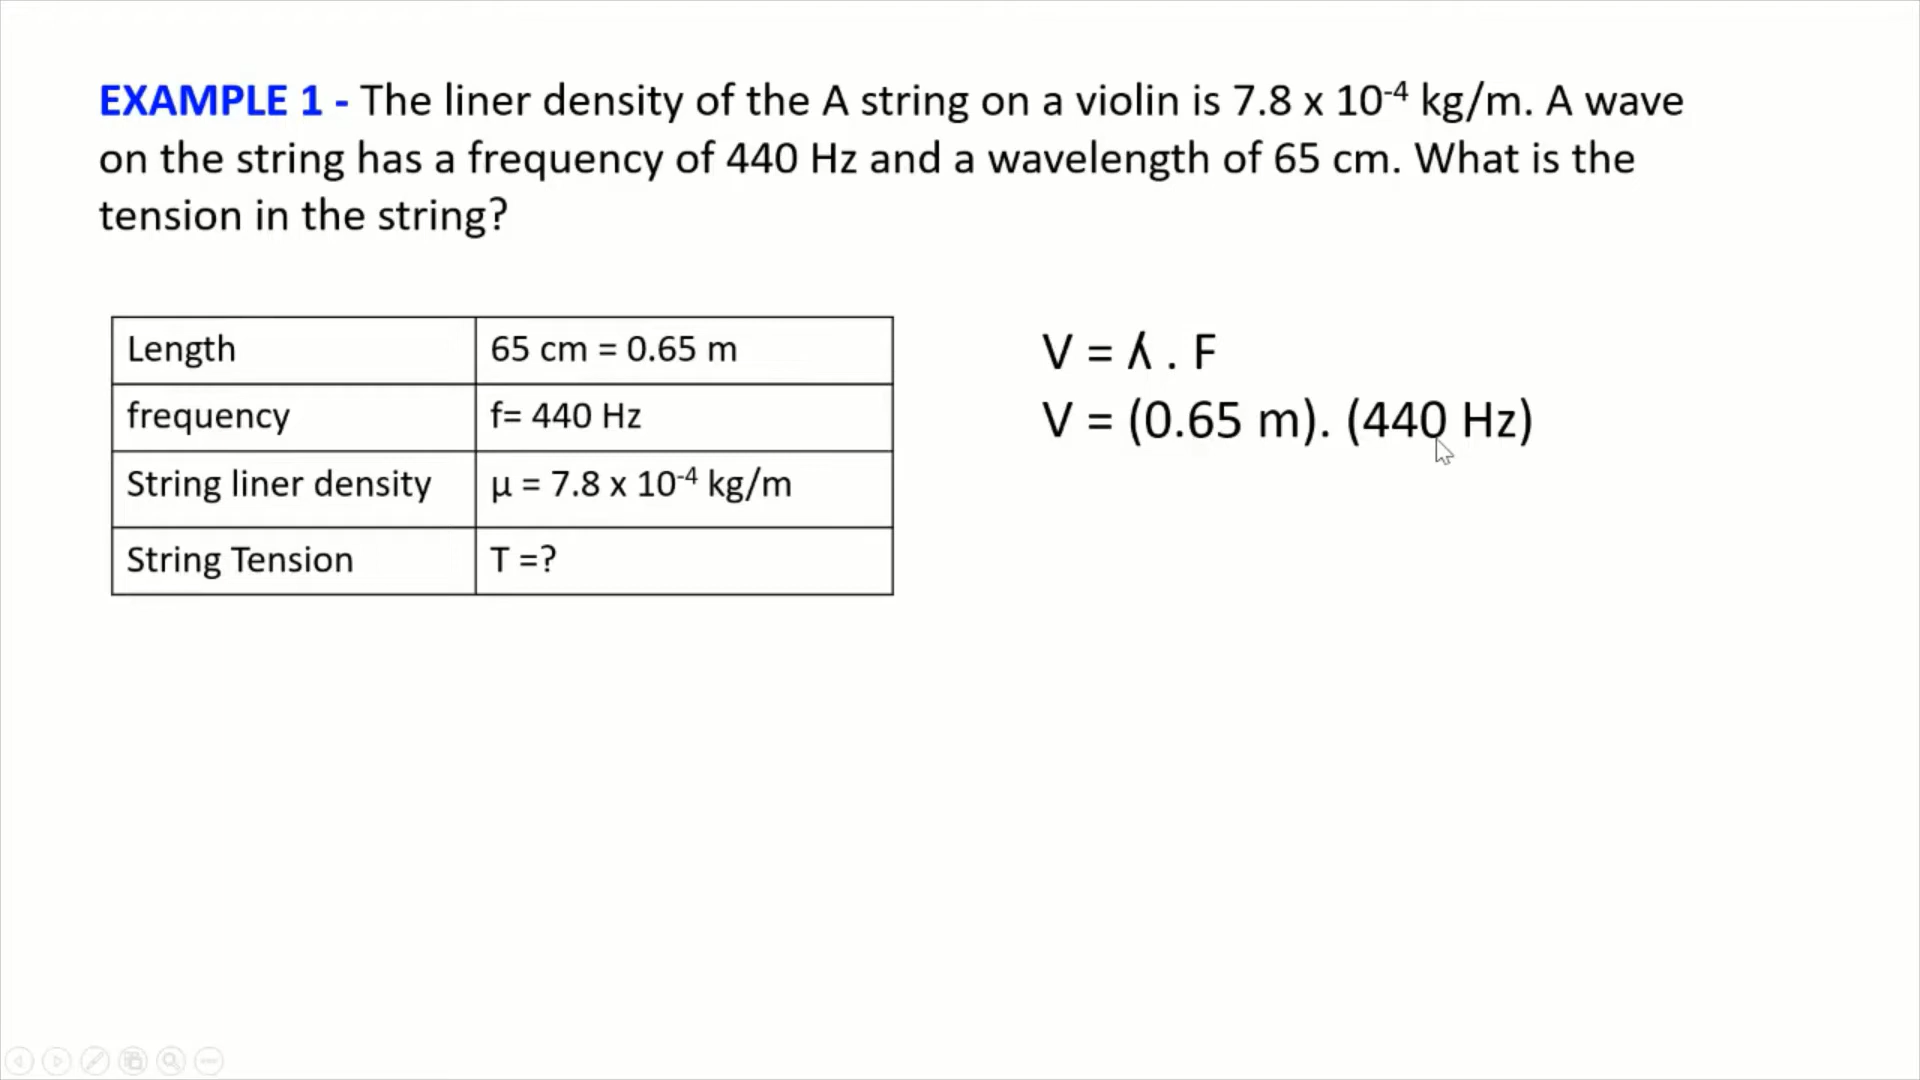 EXAMPLE 1 - The liner density of the A string on a violin is 7.8 x 10⁻⁴ kg/m. A wave
on the string has a frequency of 440 Hz and a wavelength of 65 cm. What is the
tension in the string?
Length 65 cm = 0.65 m
frequency f= 440 Hz
String liner density μ = 7.8 x 10⁻⁴ kg/m
String Tension T =?
V = ʎ . F
V = (0.65 m). (440 Hz)